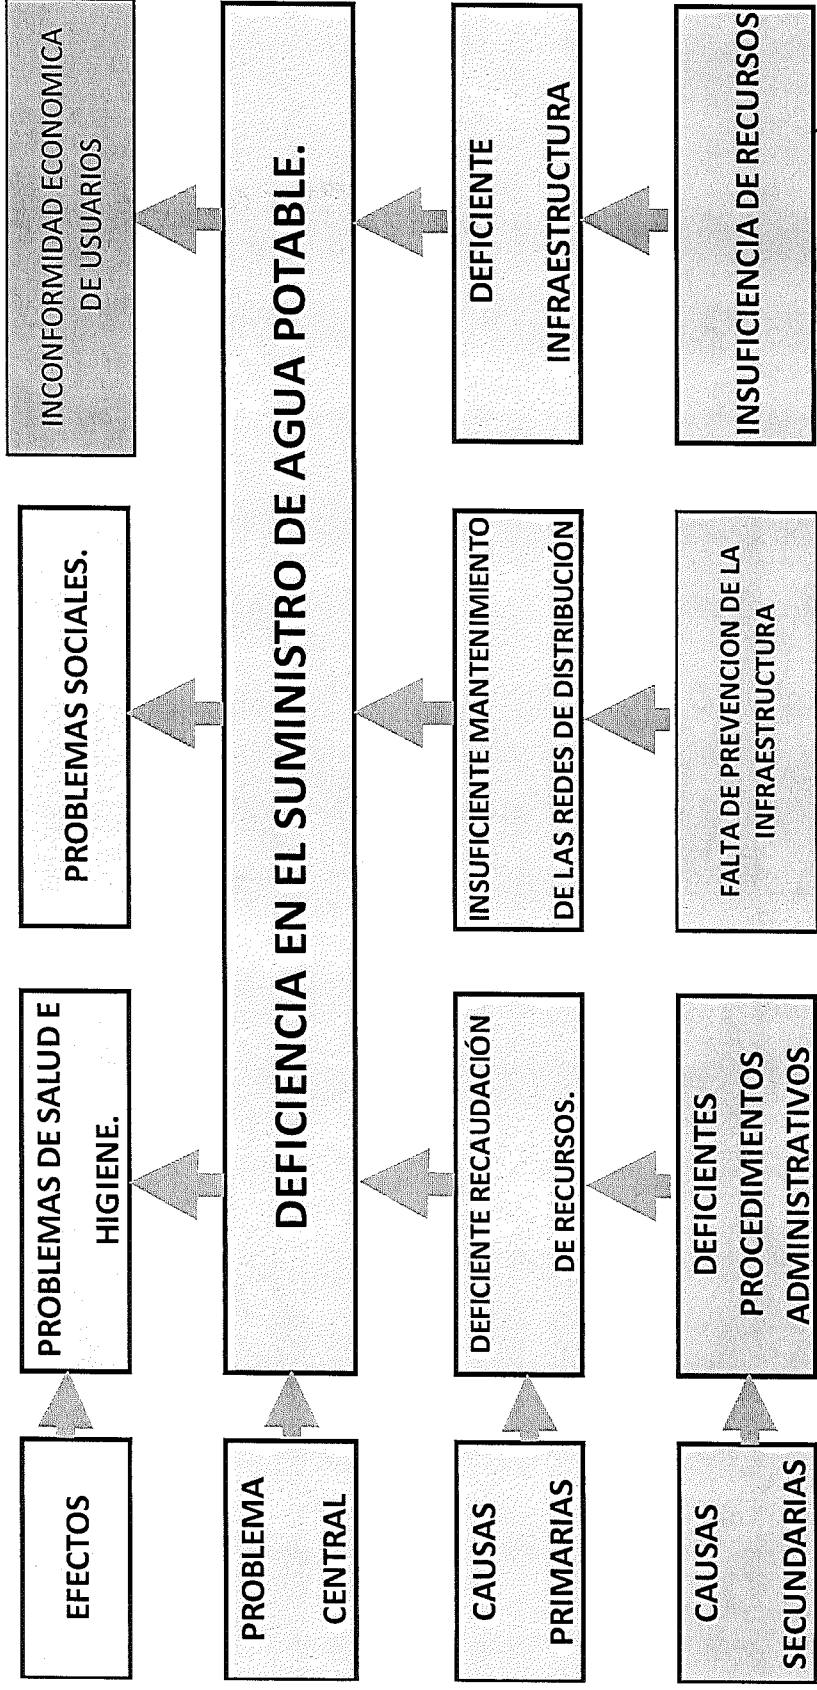 EFECTOS
PROBLEMAS DE SALUD E
HIGIENE.
PROBLEMAS SOCIALES.
INCONFORMIDAD ECONOMICA
DE USUARIOS
PROBLEMA
CENTRAL
DEFICIENCIA EN EL SUMINISTRO DE AGUA POTABLE.
CAUSAS
PRIMARIAS
DEFICIENTE RECAUDACIÓN
DE RECURSOS.
INSUFICIENTE MANTENIMIENTO
DE LAS REDES DE DISTRIBUCIÓN
DEFICIENTE
INFRAESTRUCTURA
CAUSAS
SECUNDARIAS
DEFICIENTES
PROCEDIMIENTOS
ADMINISTRATIVOS
FALTA DE PREVENCION DE LA
INFRAESTRUCTURA
INSUFICIENCIA DE RECURSOS